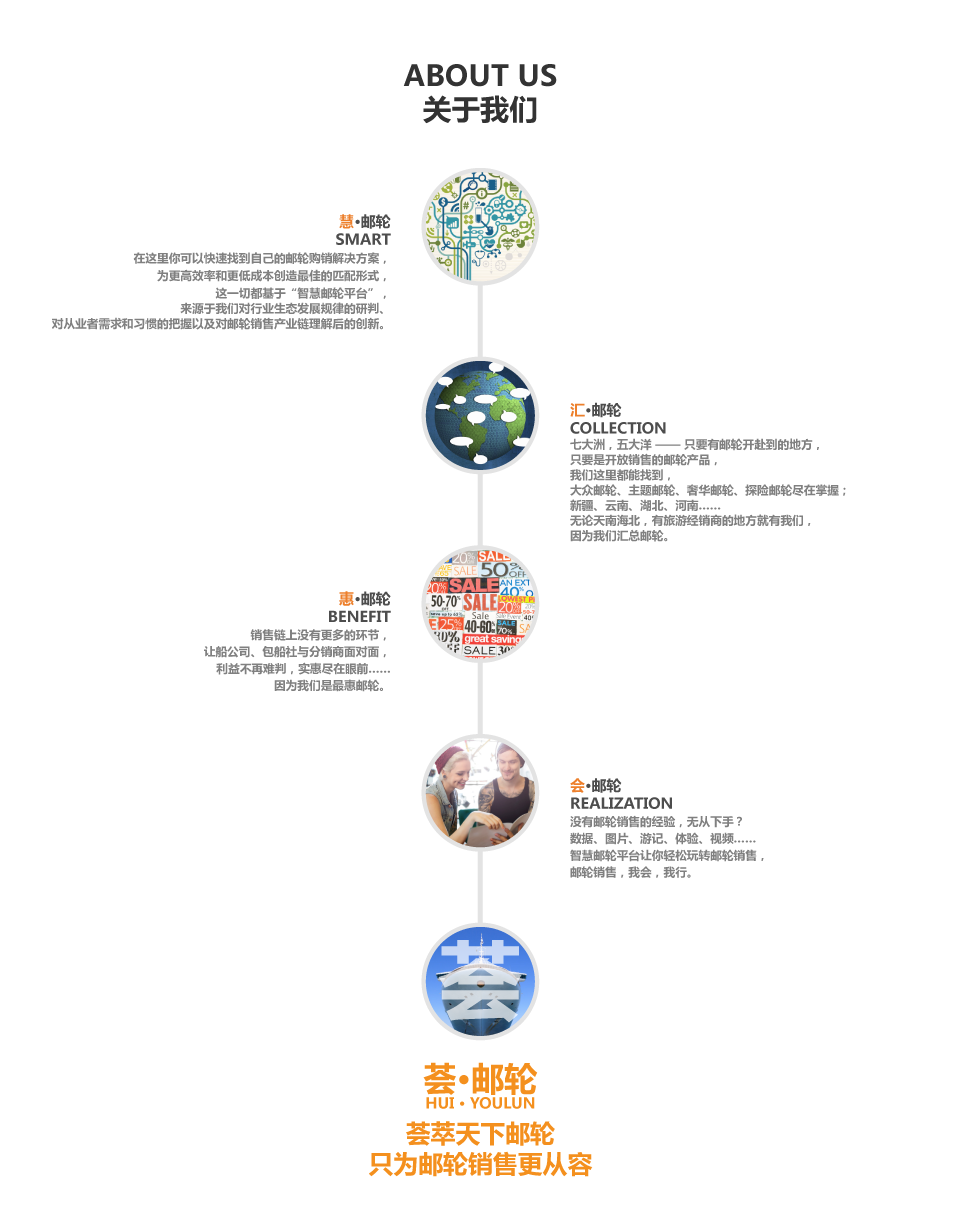 ABOUT US
关于我们
慧•邮轮
SMART
在这里你可以快速找到自己的邮轮购销解决方案，
为更高效率和更低成本创造最佳的匹配形式，
这一切都基于“智慧邮轮平台”，
来源于我们对行业生态发展规律的研判、
对从业者需求和习惯的把握以及对邮轮销售产业链理解后的创新。
汇•邮轮
COLLECTION
七大洲，五大洋 —— 只要有邮轮开赴到的地方，
只要是开放销售的邮轮产品，
我们这里都能找到，
大众邮轮、主题邮轮、奢华邮轮、探险邮轮尽在掌握；
新疆、云南、湖北、河南……
无论天南海北，有旅游经销商的地方就有我们，
因为我们汇总邮轮。
20% SALE
SALE 50% OFF
20% SALE AN EXT
40%
50-70% SALE LOWEST P
20%
Sale
25% 40-60% SALE
70%
great saving
SALE 30
惠•邮轮
BENEFIT
销售链上没有更多的环节，
让船公司、包船社与分销商面对面，
利益不再难判，实惠尽在眼前……
因为我们是最惠邮轮。
会•邮轮
REALIZATION
没有邮轮销售的经验，无从下手？
数据、图片、游记、体验、视频……
智慧邮轮平台让你轻松玩转邮轮销售，
邮轮销售，我会，我行。
荟
荟•邮轮
HUI • YOULUN
荟萃天下邮轮
只为邮轮销售更从容